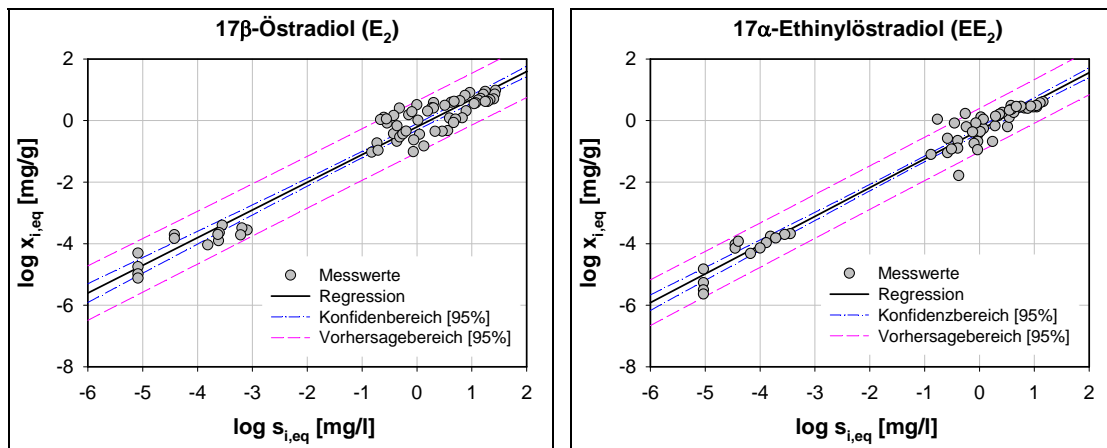 17β-Östradiol (E2)
log xi,eq [mg/g]
2
0
-2
-4
-6
-8
Messwerte
Regression
Konfidenbereich [95%]
Vorhersagebereich [95%]
-6 -5 -4 -3 -2 -1 0 1 2
log si,eq [mg/l]
17α-Ethinylöstradiol (EE2)
log xi,eq [mg/g]
2
0
-2
-4
-6
-8
Messwerte
Regression
Konfidenzbereich [95%]
Vorhersagebereich [95%]
-6 -5 -4 -3 -2 -1 0 1 2
log si,eq [mg/l]